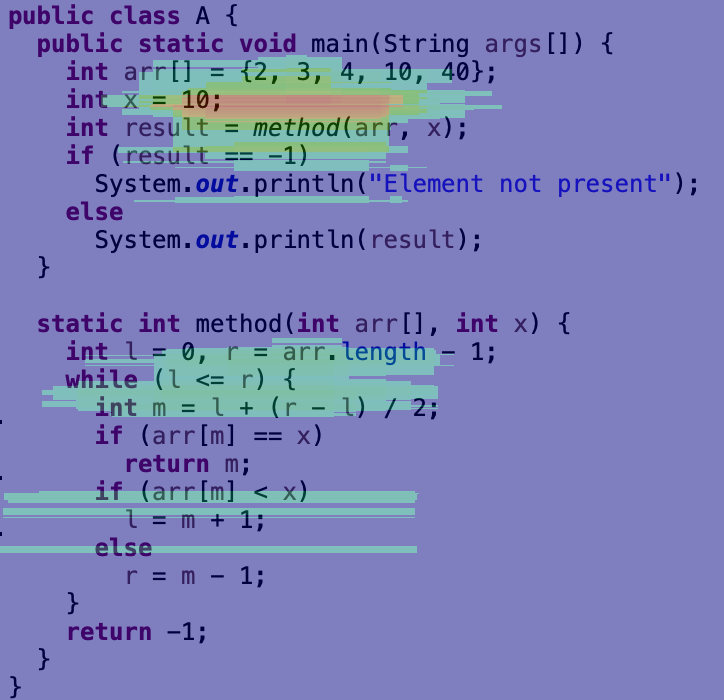 public class A {
public static void main(String args[]) {
int arr[] = {2, 3, 4, 10, 40};
int x = 10;
int result = method(arr, x);
if (result == -1)
System.out.println("Element not present");
else
System.out.println(result);
}
static int method(int arr[], int x) {
int l = 0, r = arr.length - 1;
while (l <= r) {
int m = l + (r - l) / 2;
if (arr[m] == x)
return m;
if (arr[m] < x)
l = m + 1;
else
r = m - 1;
}
return -1;
}
}